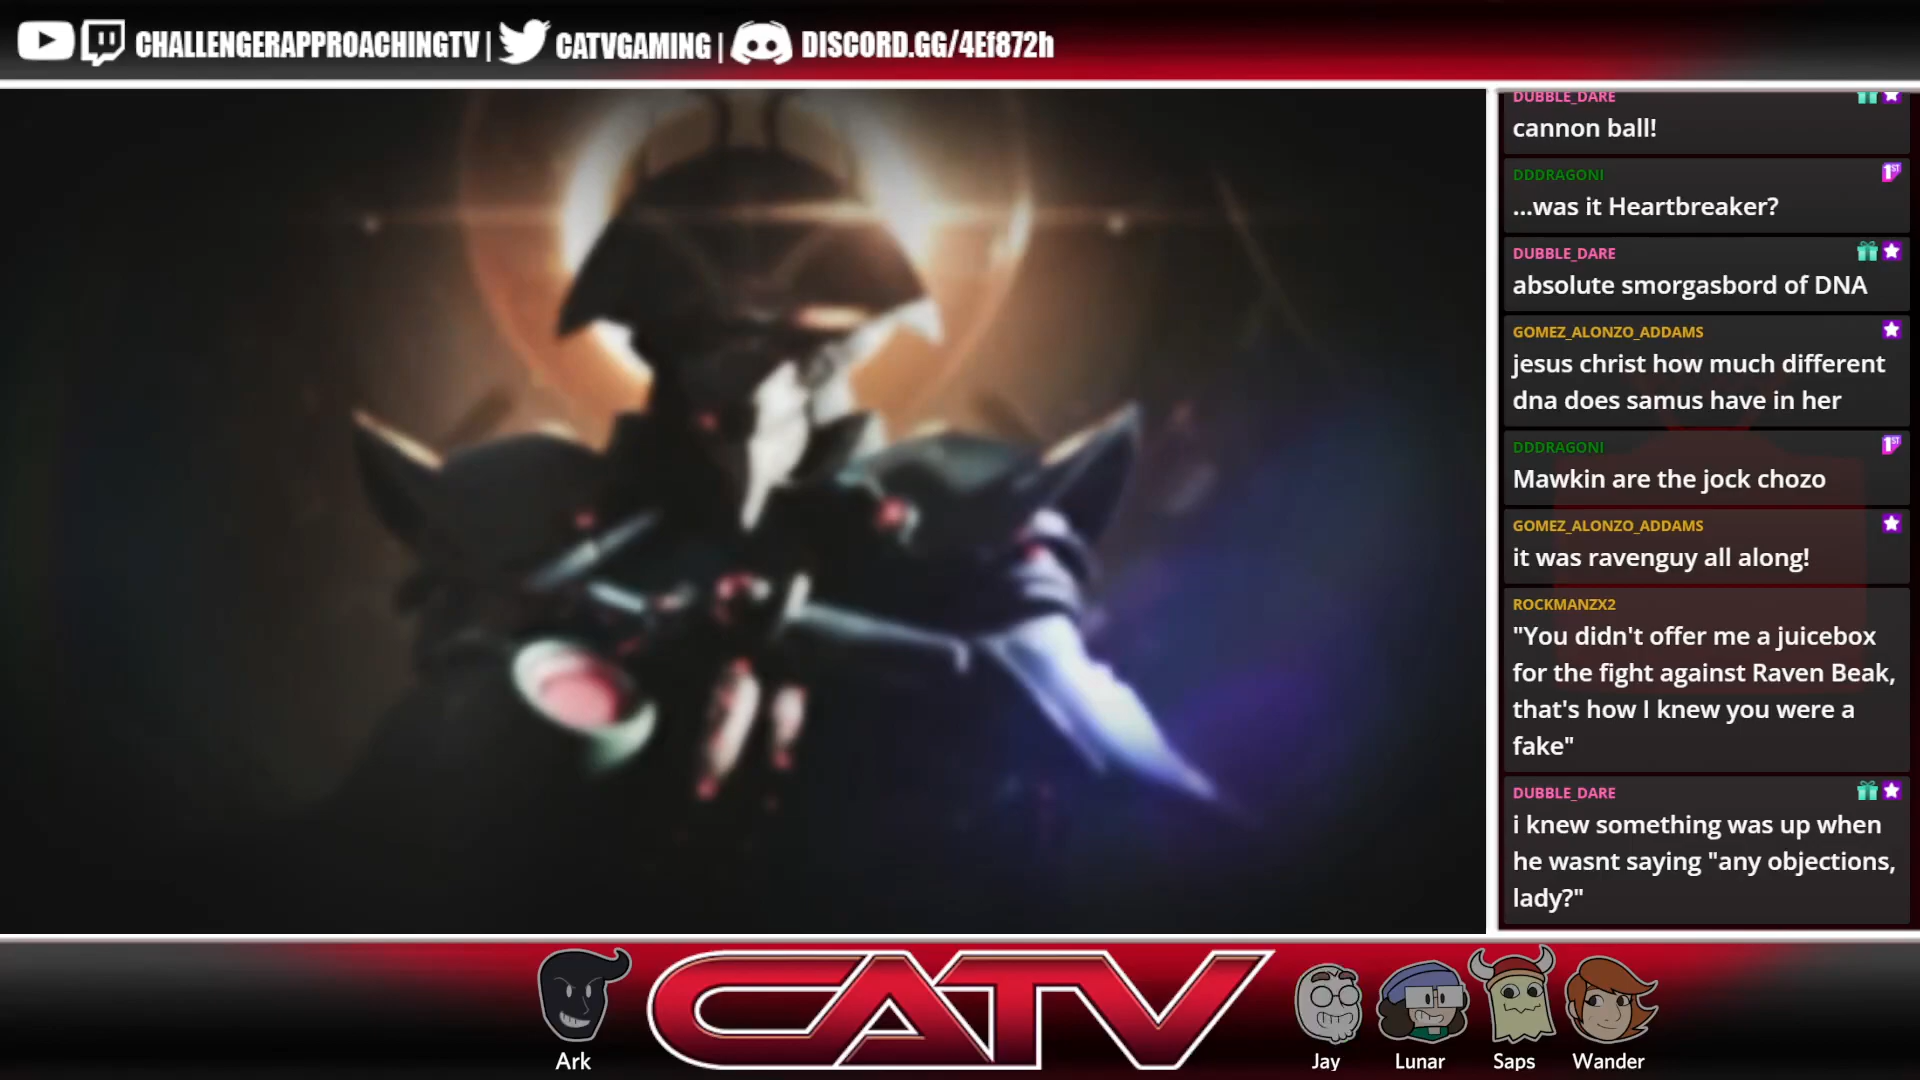 CHALLENGERAPPROACHINGTV | CATVGAMING | DISCORD.GG/4Ef872h
DUBBLE_DARE
cannon ball!
DDDRAGONI
1ST
...was it Heartbreaker?
DUBBLE_DARE
absolute smorgasbord of DNA
GOMEZ_ALONZO_ADDAMS
jesus christ how much different
dna does samus have in her
DDDRAGONI
1ST
Mawkin are the jock chozo
GOMEZ_ALONZO_ADDAMS
it was ravenguy all along!
ROCKMANZX2
"You didn't offer me a juicebox
for the fight against Raven Beak,
that's how I knew you were a
fake"
DUBBLE_DARE
i knew something was up when
he wasnt saying "any objections,
lady?"
CATV
Ark
Jay
Lunar
Saps
Wander